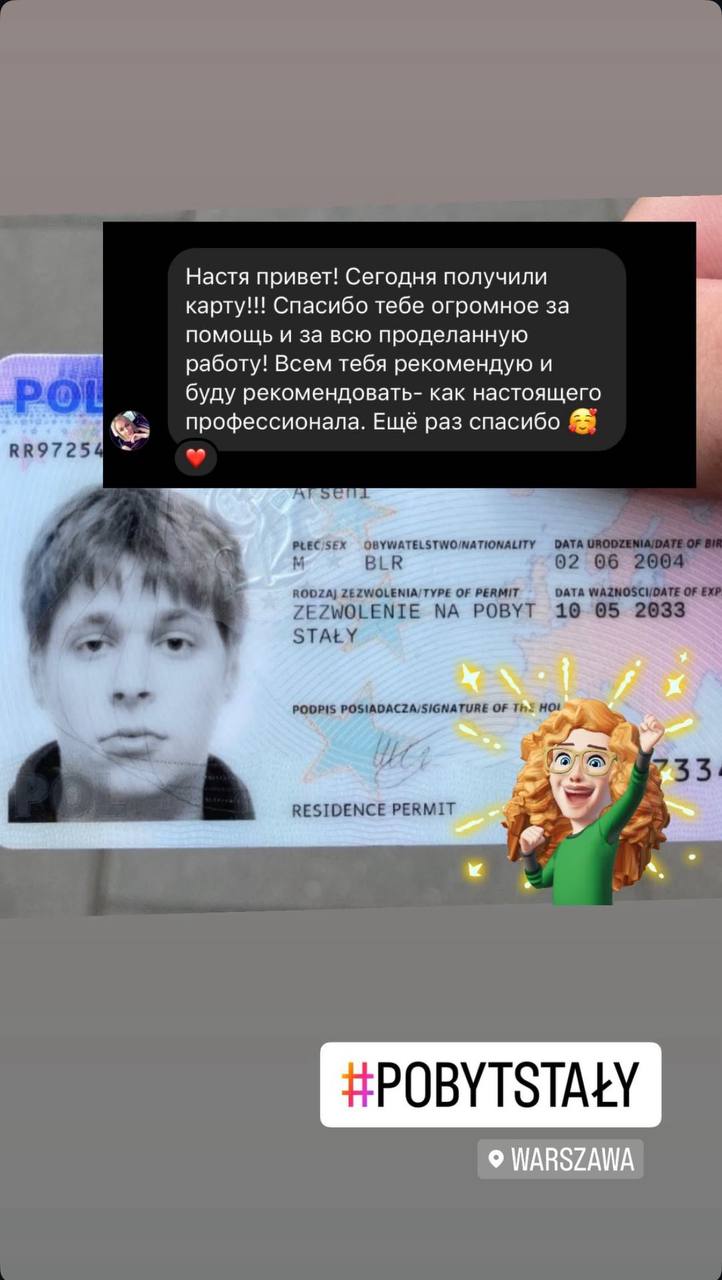 Настя привет! Сегодня получили
карту!!! Спасибо тебе огромное за
помощь и за всю проделанную
работу! Всем тебя рекомендую и
буду рекомендовать- как настоящего
профессионала. Ещё раз спасибо 🥰
❤️
POL
RR97254
Arseni
PŁEĆ/SEX OBYWATELSTWO/NATIONALITY DATA URODZENIA/DATE OF BIR
M BLR 02 06 2004
RODZAJ ZEZWOLENIA/TYPE OF PERMIT DATA WAŻNOŚCI/DATE OF EXP
ZEZWOLENIE NA POBYT 10 05 2033
STAŁY
PODPIS POSIADACZA/SIGNATURE OF THE HOL
RESIDENCE PERMIT
#POBYTSTAŁY
WARSZAWA